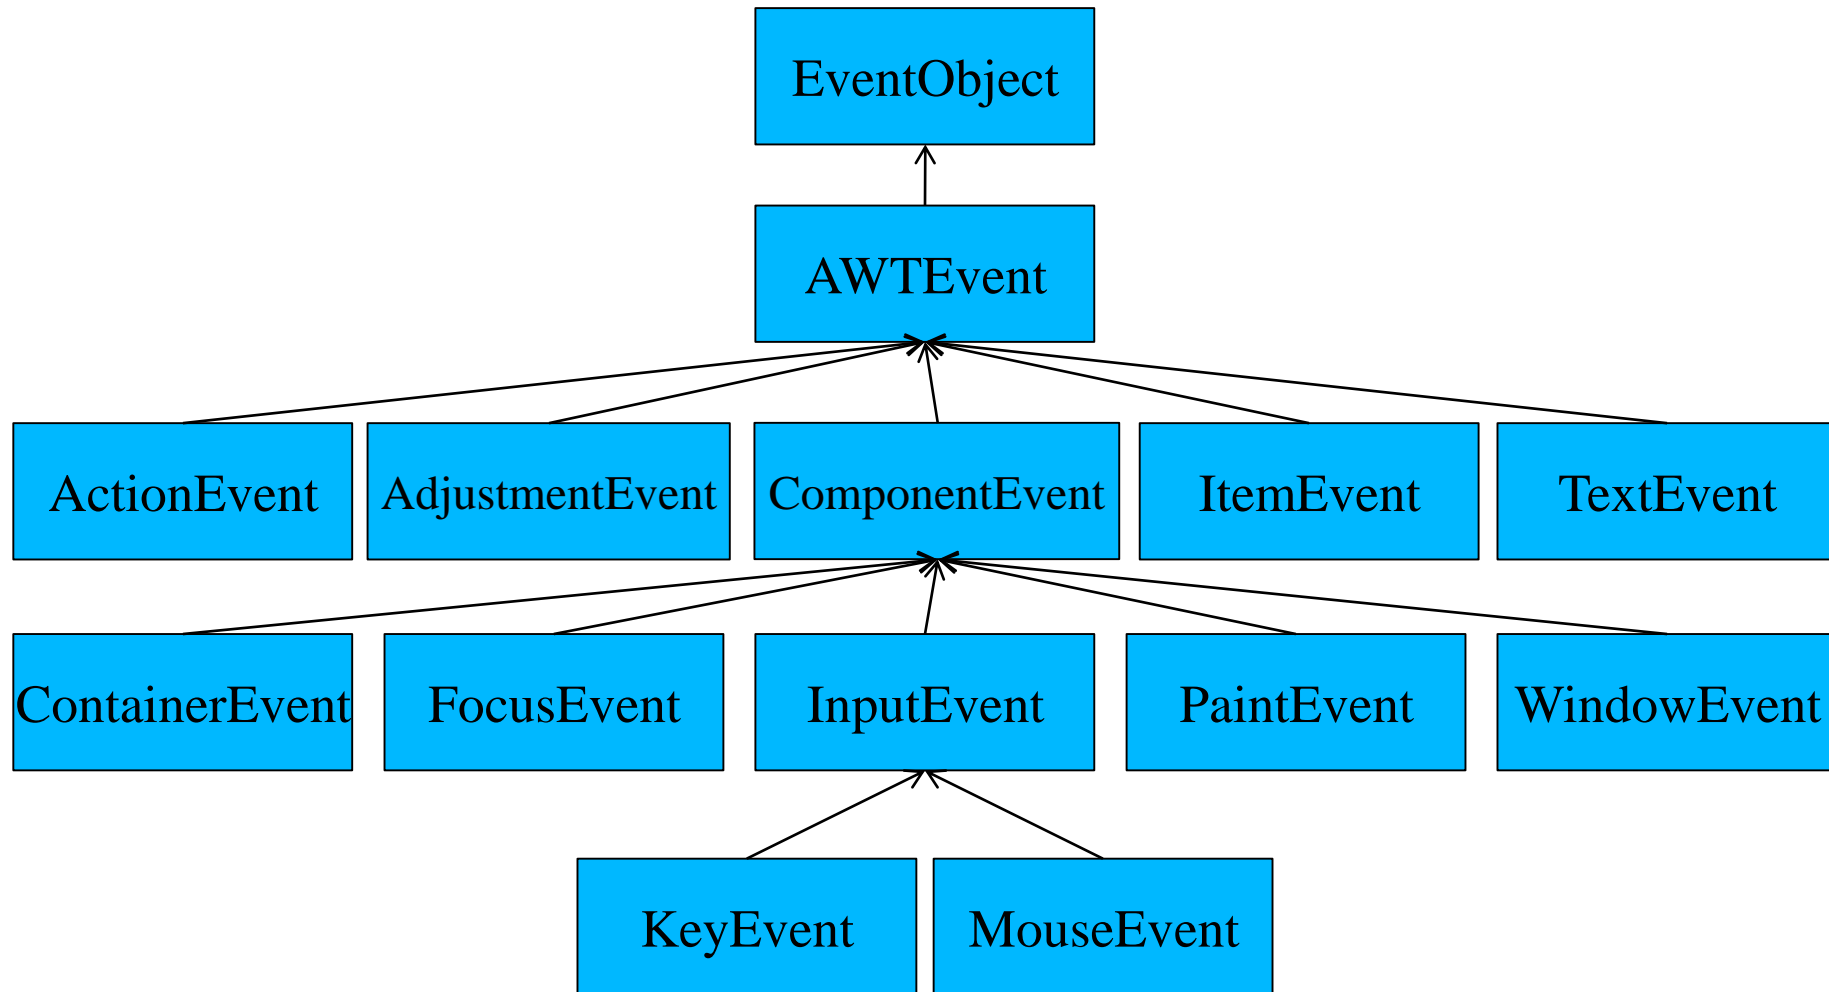 EventObject
AWTEvent
ActionEvent
AdjustmentEvent
ComponentEvent
ItemEvent
TextEvent
ContainerEvent
FocusEvent
InputEvent
PaintEvent
WindowEvent
KeyEvent
MouseEvent